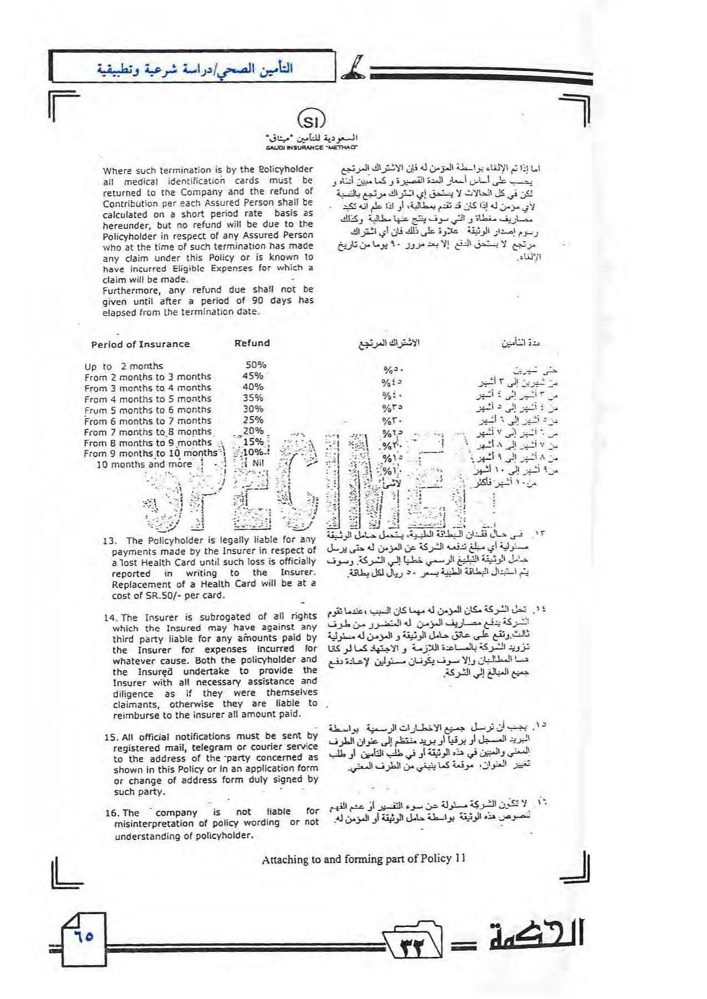 التأمين الصحي/دراسة شرعية وتطبيقية
SI
السعودية للتأمين "ميثاق"
SAUDI INSURANCE "METHAQ"
Where such termination is by the Policyholder
all medical identification cards must be
returned to the Company and the refund of
Contribution per each Assured Person shall be
calculated on a short period rate basis as
hereunder, but no refund will be due to the
Policyholder in respect of any Assured Person
who at the time of such termination has made
any claim under this Policy or is known to
have incurred Eligible Expenses for which a
claim will be made.
Furthermore, any refund due shall not be
given until after a period of 90 days has
elapsed from the termination date.
أما إذا تم الإلغاء بواسطة المؤمن له فإن الاشتراك المرتجع
يحسب على أساس أسعار المدة القصيرة و كما مبين أدناه و
لكن في كل الحالات لا يستحق إي اشتراك مرتجع بالنسبة
لأي مؤمن له إذا كان قد تقدم بمطالبة، أو اذا علم انه تكبد
مصاريف مغطاة و التي سوف ينتج عنها مطالبة وكذلك
رسوم إصدار الوثيقة علاوة على ذلك فان أي اشتراك
مرتجع لا يستحق الدفع إلا بعد مرور ٩٠ يوما من تاريخ
الإلغاء.
Period of Insurance Refund
Up to 2 months 50%
From 2 months to 3 months 45%
From 3 months to 4 months 40%
From 4 months to 5 months 35%
From 5 months to 6 months 30%
From 6 months to 7 months 25%
From 7 months to 8 months 20%
From 8 months to 9 months 15%
From 9 months to 10 months 10%
10 months and more Nil
مدة التأمين الاشتراك المرتجع
حتى شهرين ٥٠%
من شهرين إلى ٣ أشهر ٤٥%
من ٣ أشهر إلى ٤ أشهر ٤٠%
من ٤ أشهر إلى ٥ أشهر ٣٥%
من ٥ أشهر إلى ٦ أشهر ٣٠%
من ٦ أشهر إلى ٧ أشهر ٢٥%
من ٧ أشهر إلى ٨ أشهر ٢٠%
من ٨ أشهر إلى ٩ أشهر ١٥%
من ٩ أشهر إلى ١٠ أشهر ١٠%
من ١٠ أشهر فأكثر لاشى
SPECIMEN
13. The Policyholder is legally liable for any
payments made by the Insurer in respect of
a lost Health Card until such loss is officially
reported in writing to the Insurer.
Replacement of a Health Card will be at a
cost of SR.50/- per card.
١٣. في حال فقدان البطاقة الطبية، يتحمل حامل الوثيقة
مسئولية أي مبلغ تدفعه الشركة عن المؤمن له حتى يرسل
حامل الوثيقة التبليغ الرسمي خطياً إلى الشركة. وسوف
يتم استبدال البطاقة الطبية بسعر ٥٠ ريال لكل بطاقة.
14. The Insurer is subrogated of all rights
which the Insured may have against any
third party liable for any amounts paid by
the Insurer for expenses incurred for
whatever cause. Both the policyholder and
the Insured undertake to provide the
Insurer with all necessary assistance and
diligence as if they were themselves
claimants, otherwise they are liable to
reimburse to the insurer all amount paid.
١٤. تحل الشركة مكان المؤمن له مهما كان السبب ،عندما تقوم
الشركة بدفع مصاريف المؤمن له المتضرر من طرف
ثالث.وتقع على عاتق حامل الوثيقة و المؤمن له مسئولية
تزويد الشركة بالمساعدة اللازمة و الاجتهاد كما لو كانا
هما المطالبان وإلا سوف يكونان مسئولين لإعادة دفع
جميع المبالغ إلى الشركة.
15. All official notifications must be sent by
registered mail, telegram or courier service
to the address of the party concerned as
shown in this Policy or in an application form
or change of address form duly signed by
such party.
١٥. يجب أن ترسل جميع الاخطارات الرسمية بواسطة
البريد المسجل أو برقياً أو بريد منتظم إلى عنوان الطرف
المعني والمبين في هذه الوثيقة أو في طلب التأمين أو طلب
تغيير العنوان، موقعة كما ينبغي من الطرف المعني.
16. The company is not liable for
misinterpretation of policy wording or not
understanding of policyholder.
١٦. لا تكون الشركة مسئولة عن سوء التفسير أو عدم الفهم
لنصوص هذه الوثيقة بواسطة حامل الوثيقة أو المؤمن له.
Attaching to and forming part of Policy 11
الحكمة
٣٢
٦٥